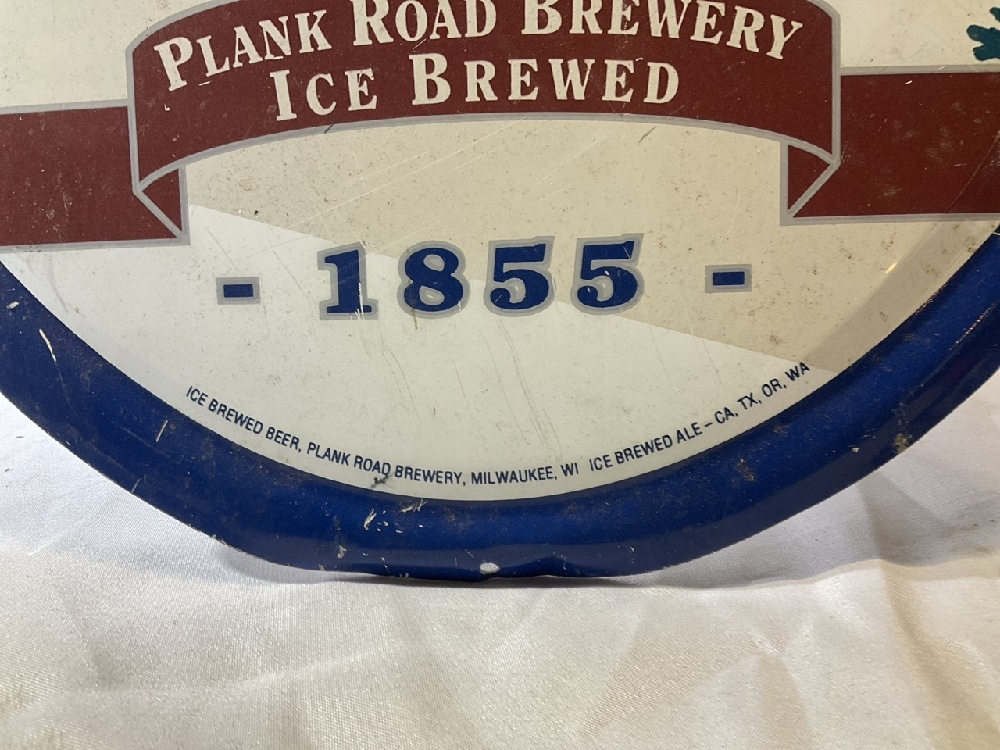 PLANK ROAD BREWERY
ICE BREWED
- 1855 -
ICE BREWED BEER, PLANK ROAD BREWERY, MILWAUKEE, WI ICE BREWED ALE – CA, TX, OR, WA